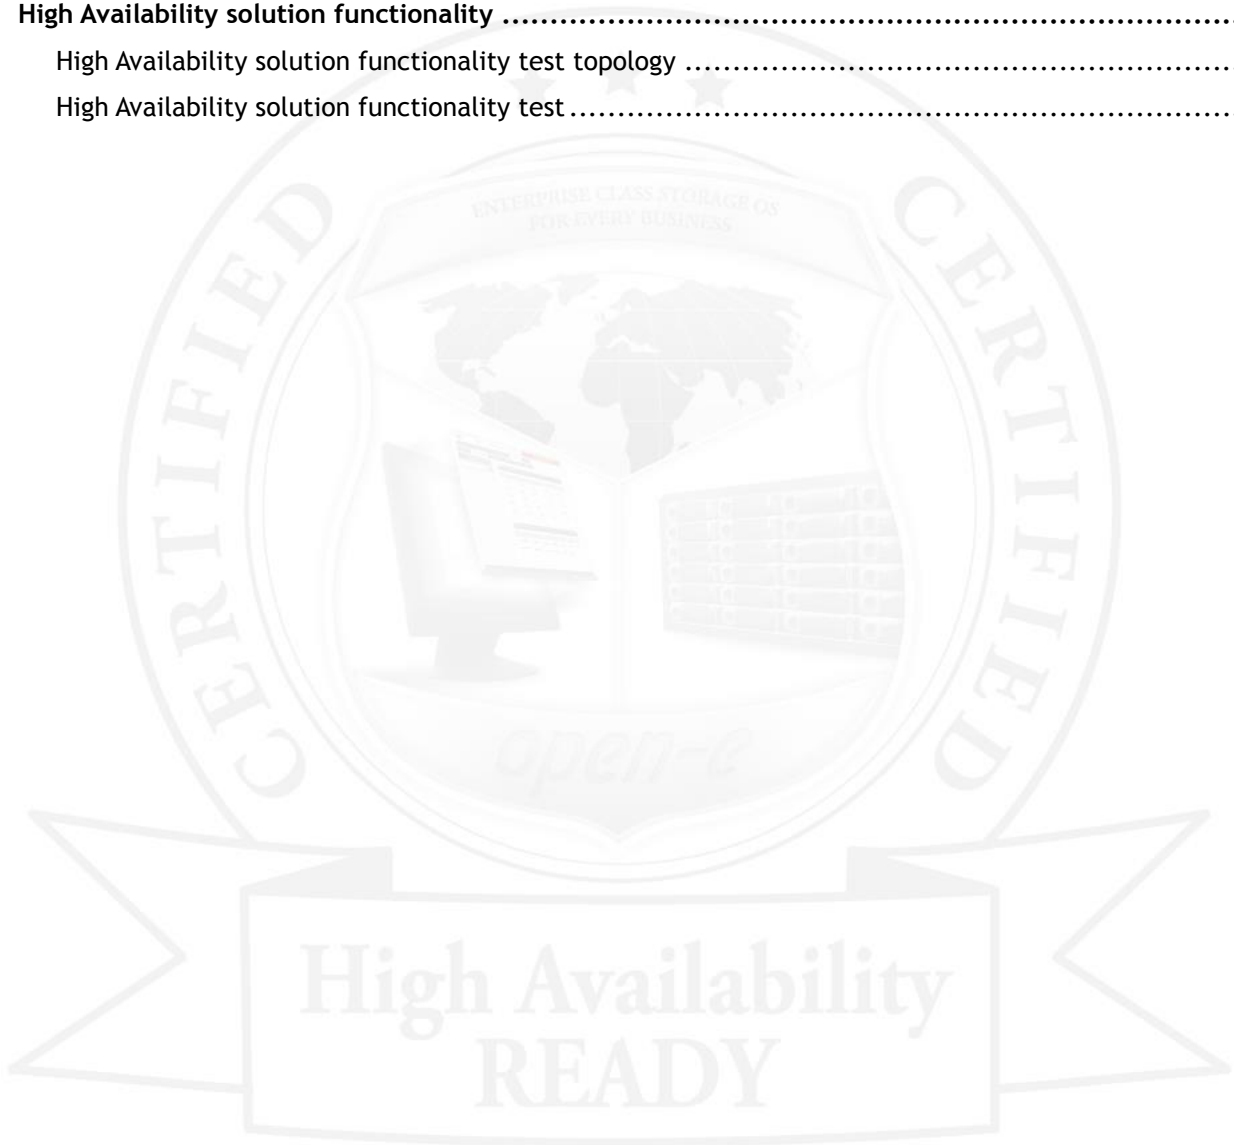 High Availability solution functionality ................................................................................
High Availability solution functionality test topology ..........................................................
High Availability solution functionality test ........................................................................
ENTERPRISE CLASS STORAGE OS
FOR EVERY BUSINESS
CERTIFIED
CERTIFIED
open-e
High Availability
READY